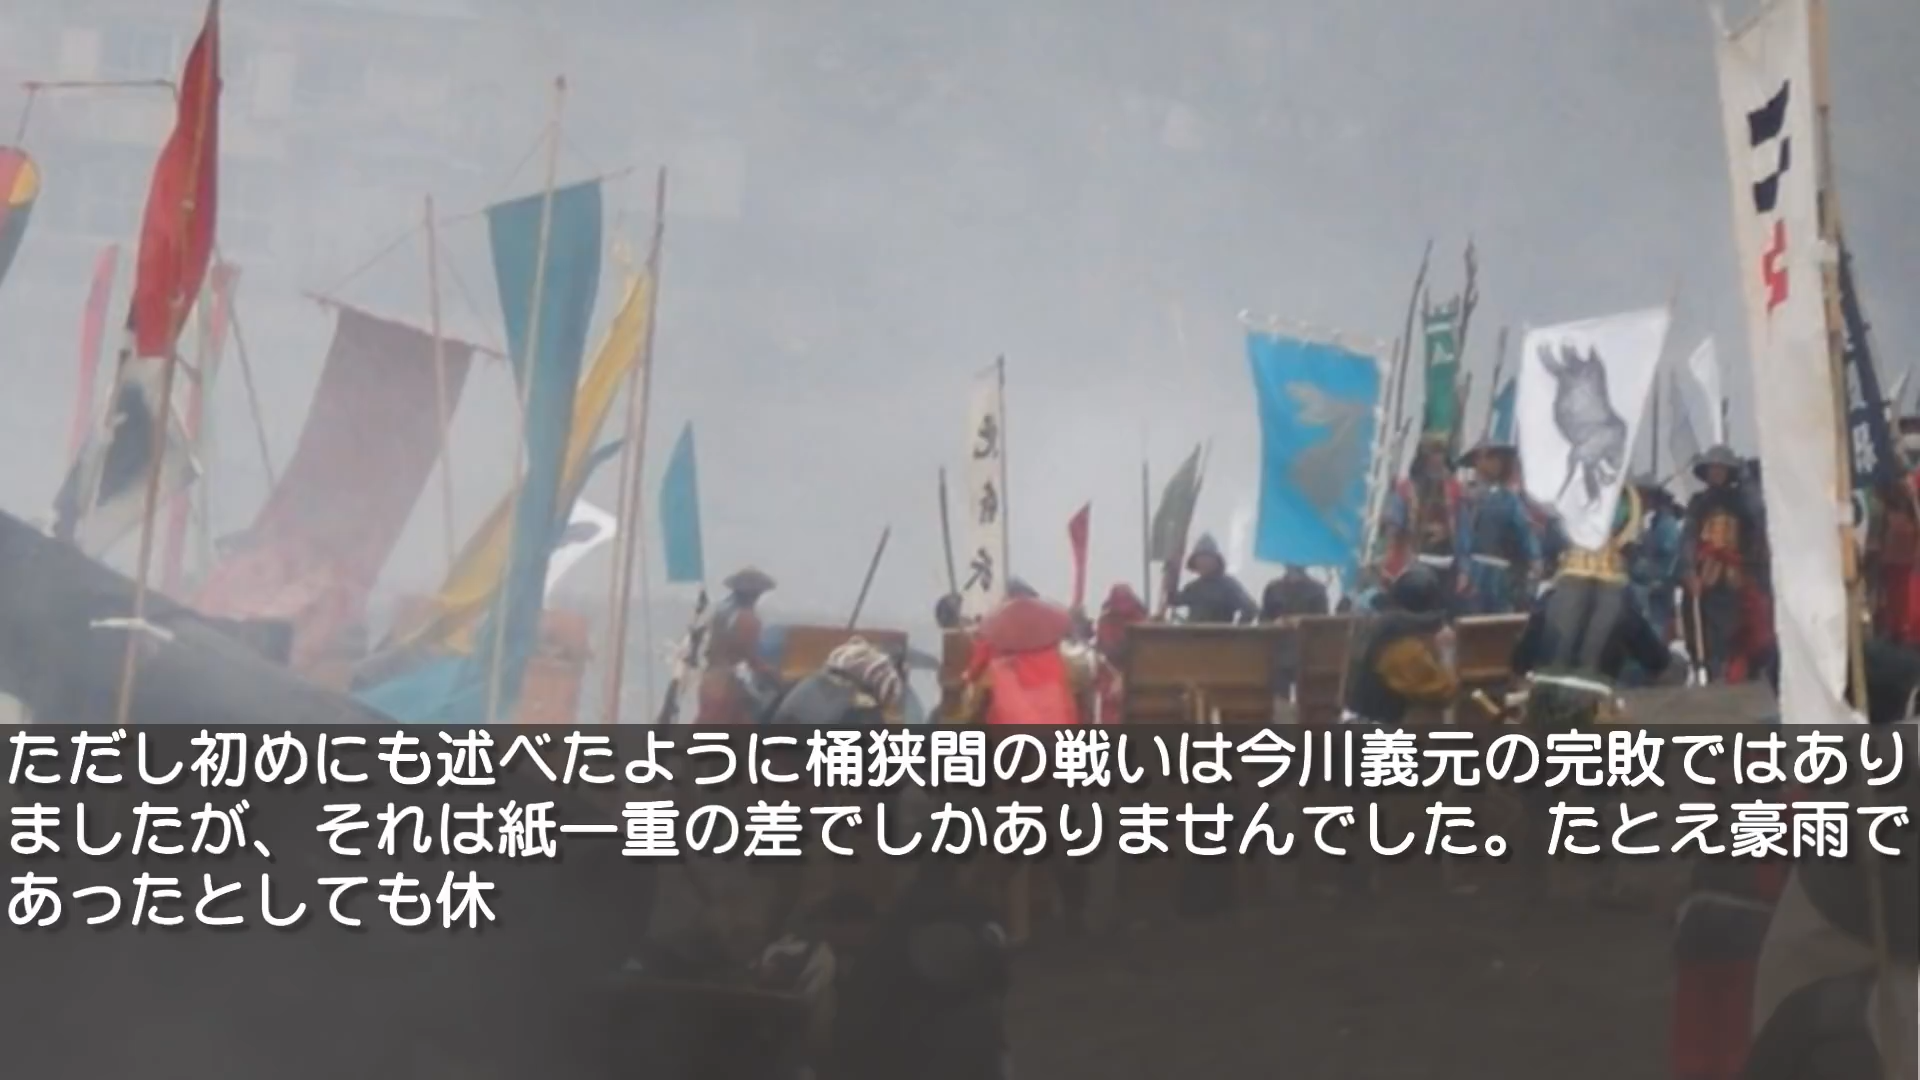 ただし初めにも述べたように桶狭間の戦いは今川義元の完敗ではあり
ましたが、それは紙一重の差でしかありませんでした。たとえ豪雨で
あったとしても休